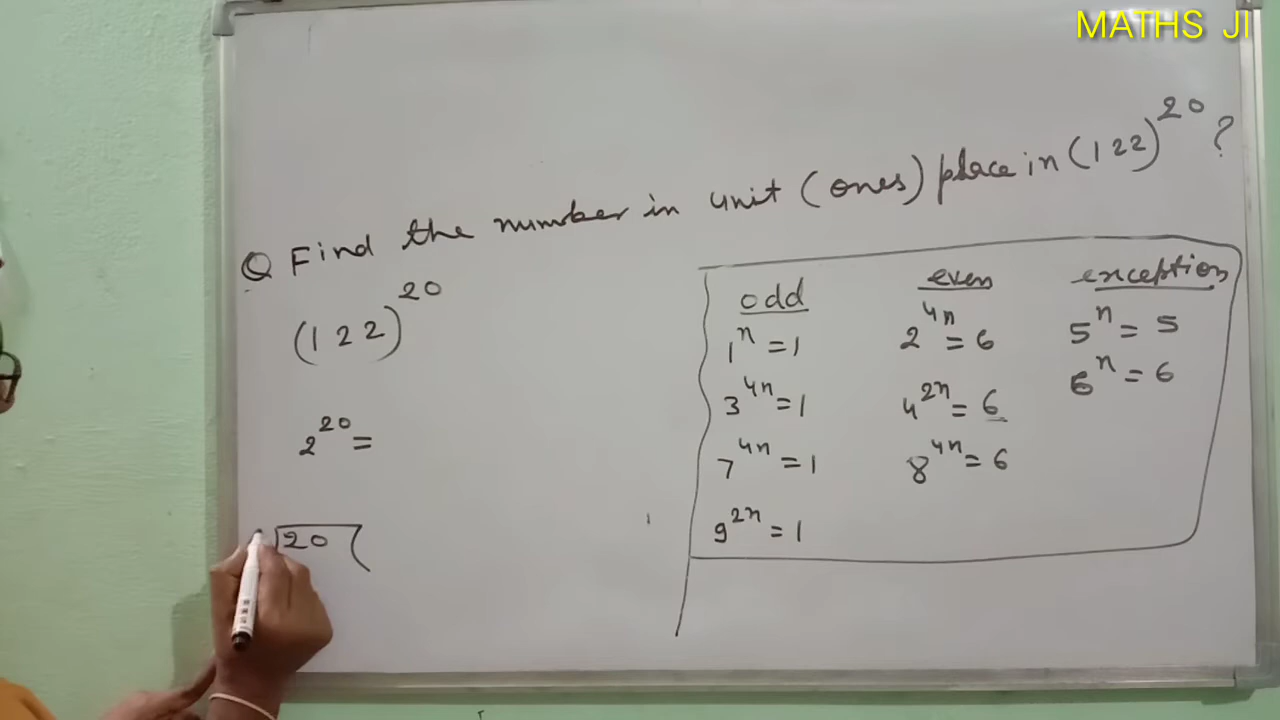 MATHS JI
Q Find the number in unit (ones) place in (122)^20 ?
(122)^20
2^20 =
20
odd
1^n = 1
3^4n = 1
7^4n = 1
9^2n = 1
even
2^4n = 6
4^2n = 6
8^4n = 6
exception
5^n = 5
6^n = 6